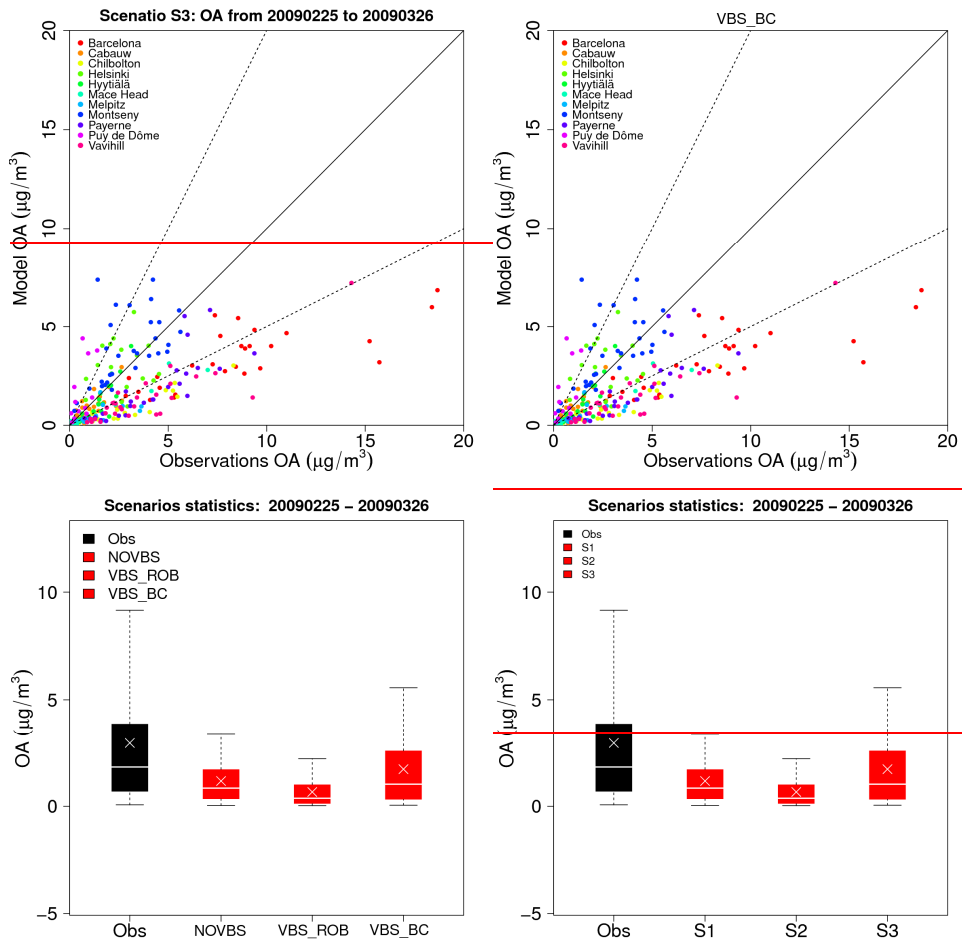 Scenatio S3: OA from 20090225 to 20090326
20
15
10
5
0
Model OA (µg/m³)
Barcelona
Cabauw
Chilbolton
Helsinki
Hyytiälä
Mace Head
Melpitz
Montseny
Payerne
Puy de Dôme
Vavihill
0 5 10 15 20
Observations OA (µg/m³)
VBS_BC
20
15
10
5
0
Model OA (µg/m³)
Barcelona
Cabauw
Chilbolton
Helsinki
Hyytiälä
Mace Head
Melpitz
Montseny
Payerne
Puy de Dôme
Vavihill
0 5 10 15 20
Observations OA (µg/m³)
Scenarios statistics: 20090225 – 20090326
Obs
NOVBS
VBS_ROB
VBS_BC
10
5
0
–5
OA (µg/m³)
Obs NOVBS VBS_ROB VBS_BC
Scenarios statistics: 20090225 – 20090326
Obs
S1
S2
S3
10
5
0
–5
OA (µg/m³)
Obs S1 S2 S3